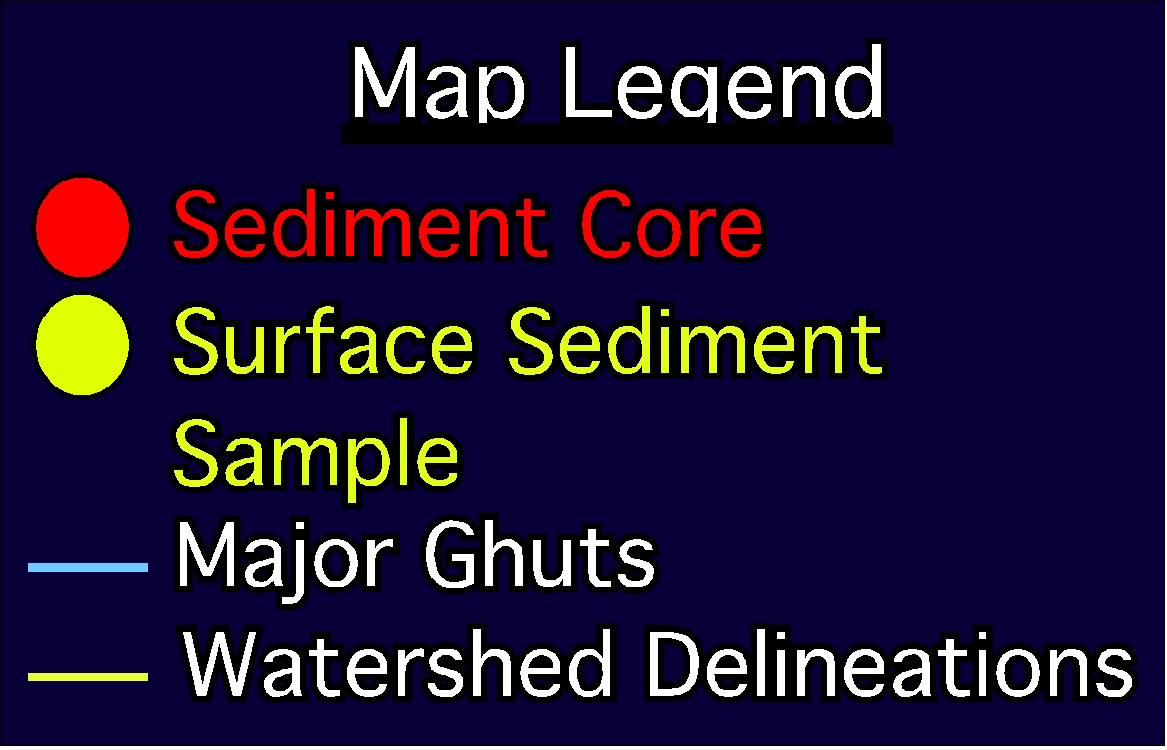 Map Legend
Sediment Core
Surface Sediment
Sample
Major Ghuts
Watershed Delineations